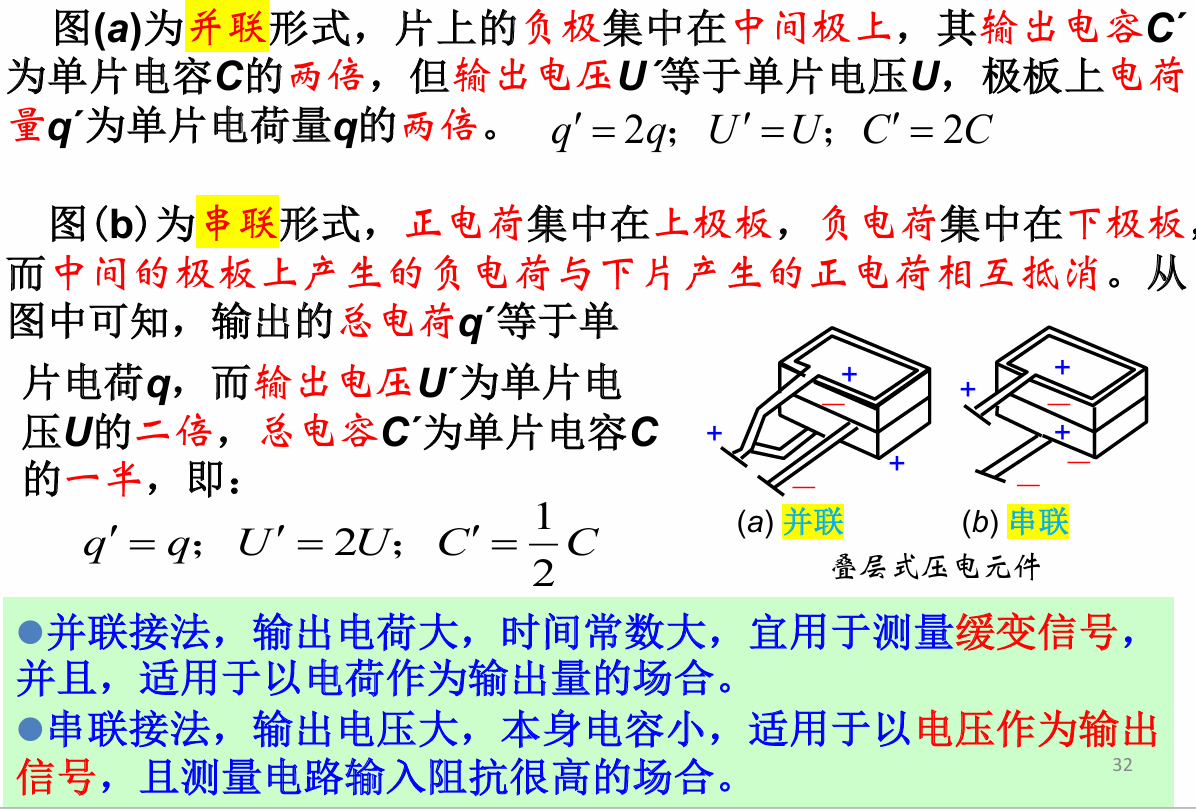 图(a)为并联形式，片上的负极集中在中间极上，其输出电容C´
为单片电容C的两倍，但输出电压U´等于单片电压U，极板上电荷
量q´为单片电荷量q的两倍。 q′ = 2q；U′ = U；C′ = 2C
图(b)为串联形式，正电荷集中在上极板，负电荷集中在下极板，
而中间的极板上产生的负电荷与下片产生的正电荷相互抵消。从
图中可知，输出的总电荷q´等于单
片电荷q，而输出电压U´为单片电
压U的二倍，总电容C´为单片电容C
的一半，即：
q′ = q； U′ = 2U； C′ = 1/2 C
+ +
+ — —
+ +
+ —
— —
(a) 并联 (b) 串联
叠层式压电元件
●并联接法，输出电荷大，时间常数大，宜用于测量缓变信号，
并且，适用于以电荷作为输出量的场合。
●串联接法，输出电压大，本身电容小，适用于以电压作为输出
信号，且测量电路输入阻抗很高的场合。
32